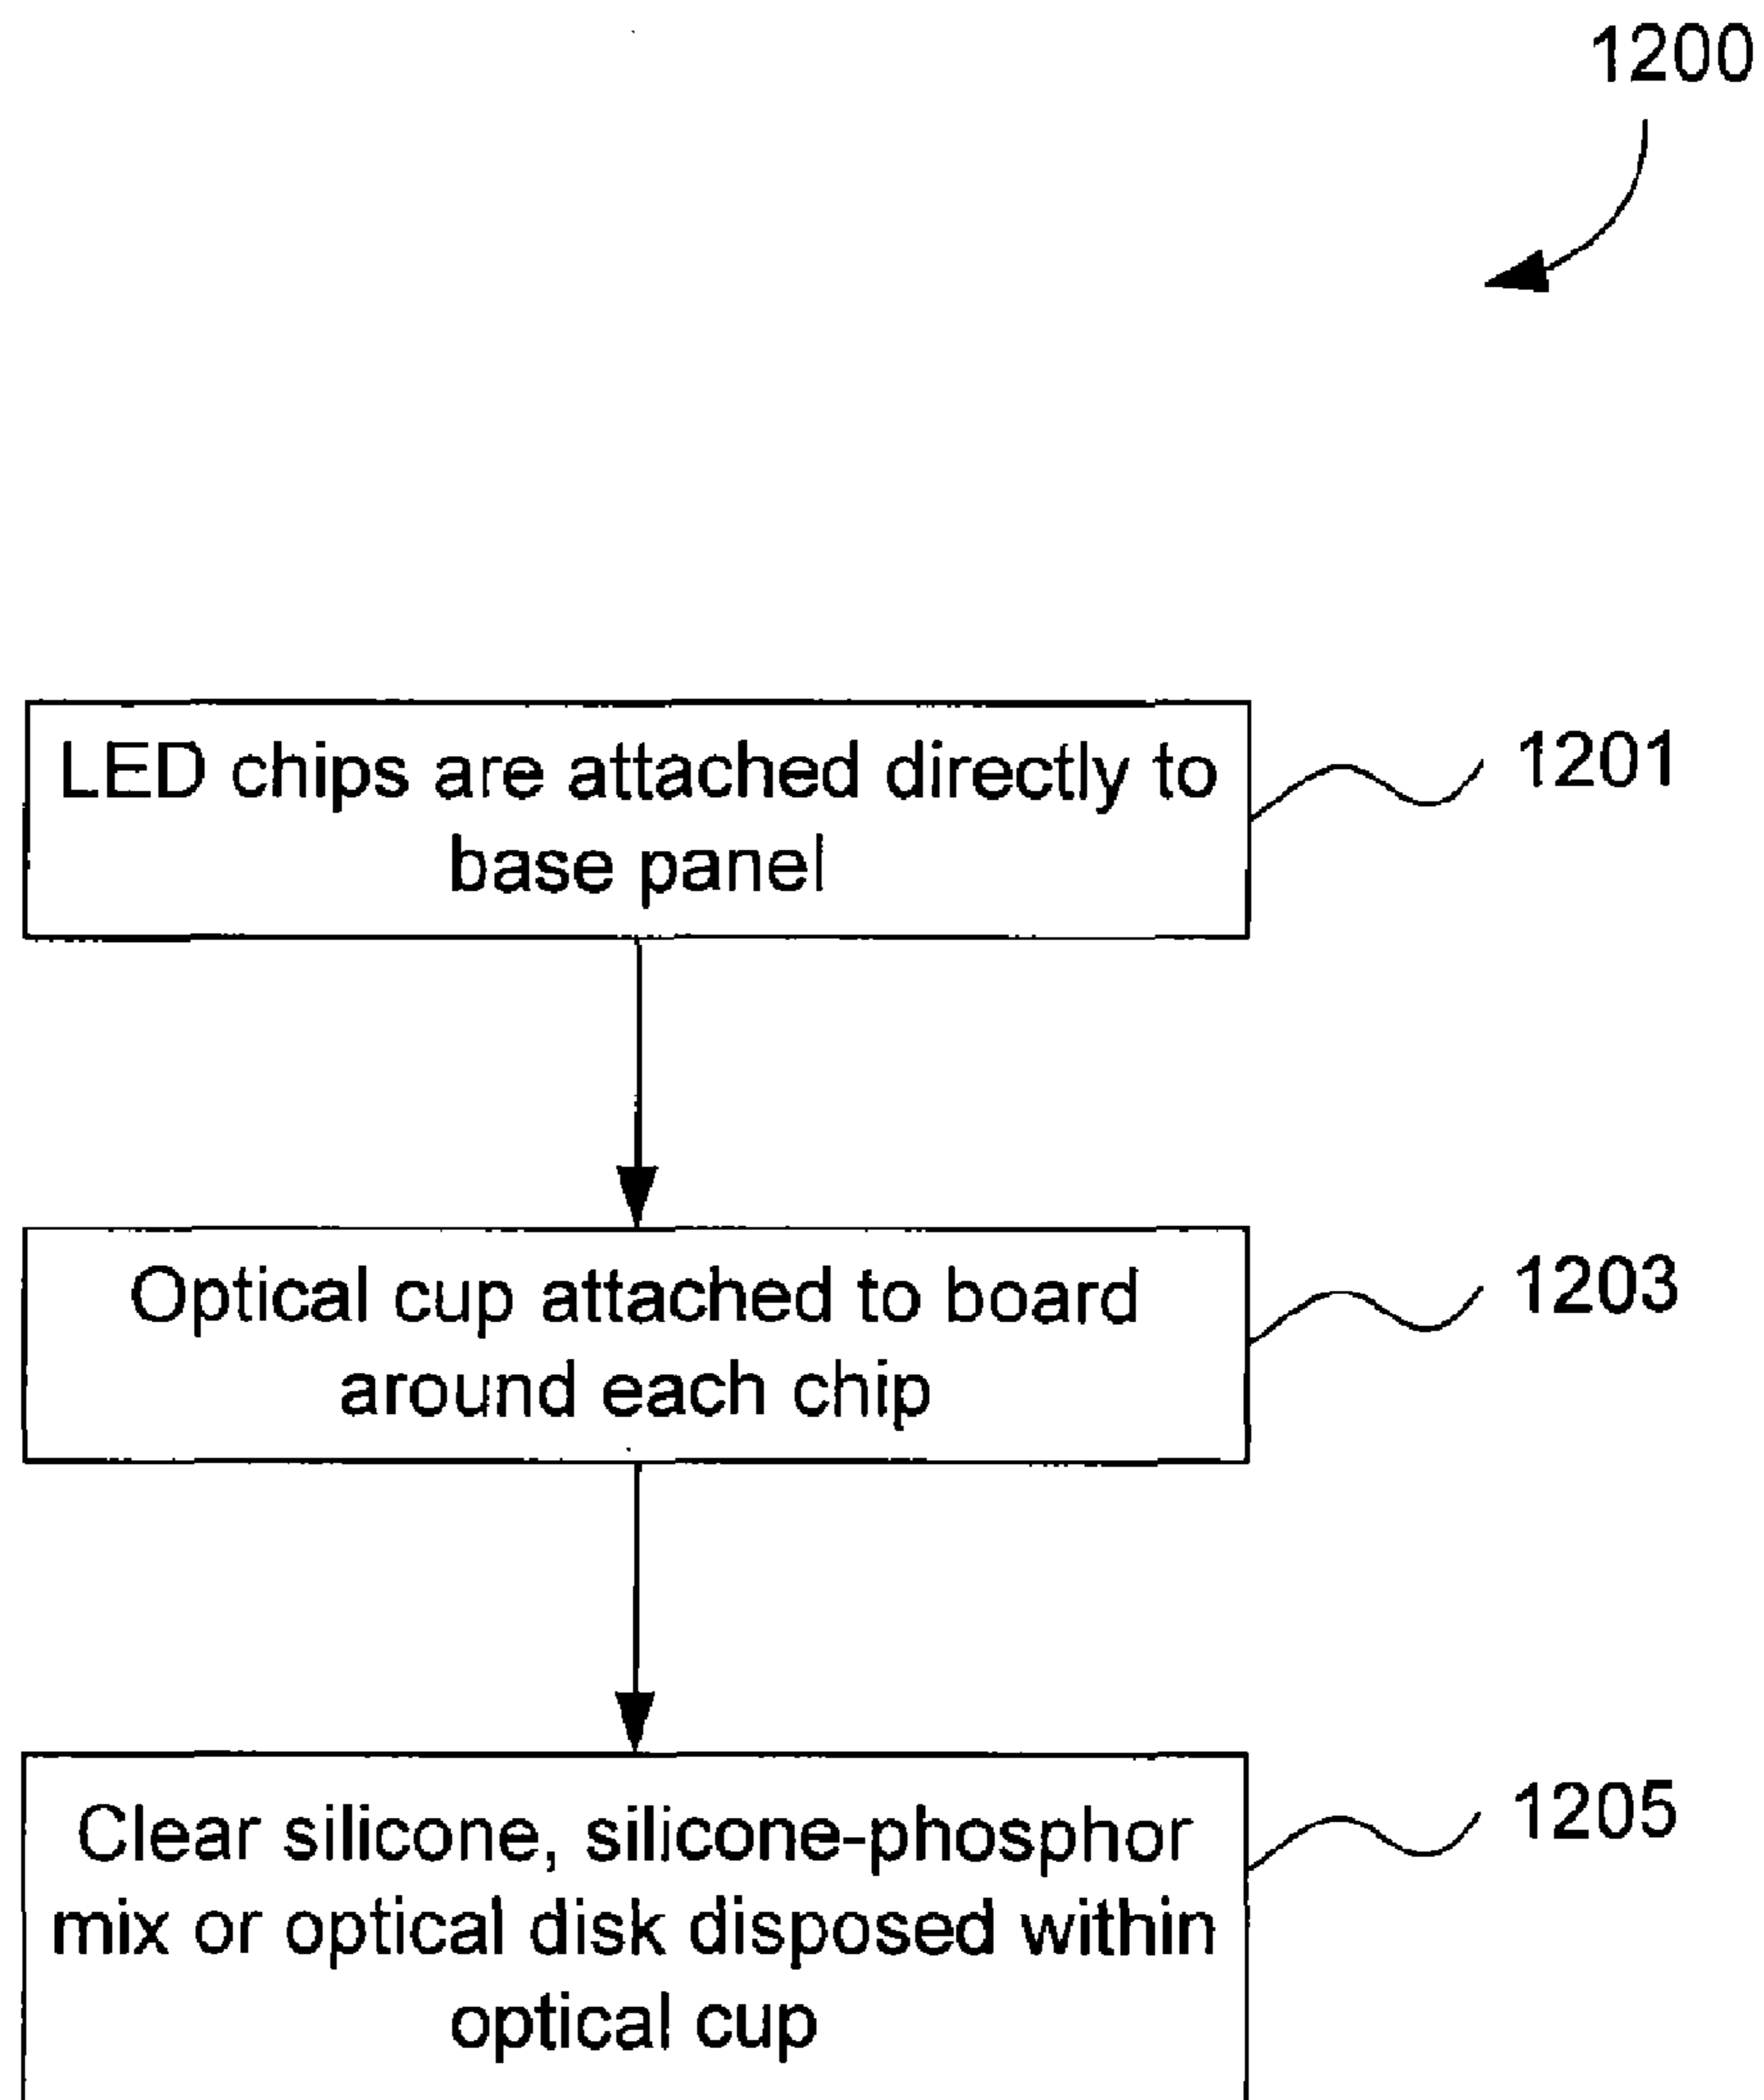 1200
LED chips are attached directly to
base panel
1201
Optical cup attached to board
around each chip
1203
Clear silicone, silicone-phosphor
mix or optical disk disposed within
optical cup
1205